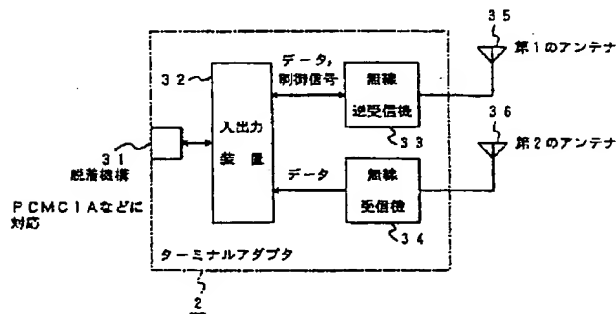 35
第1のアンテナ
データ,
制御信号
32
無線
逆受信機
33
36
第2のアンテナ
入出力
装置
31
脱着機構
データ
無線
受信機
34
PCMCIAなどに
対応
ターミナルアダプタ
2